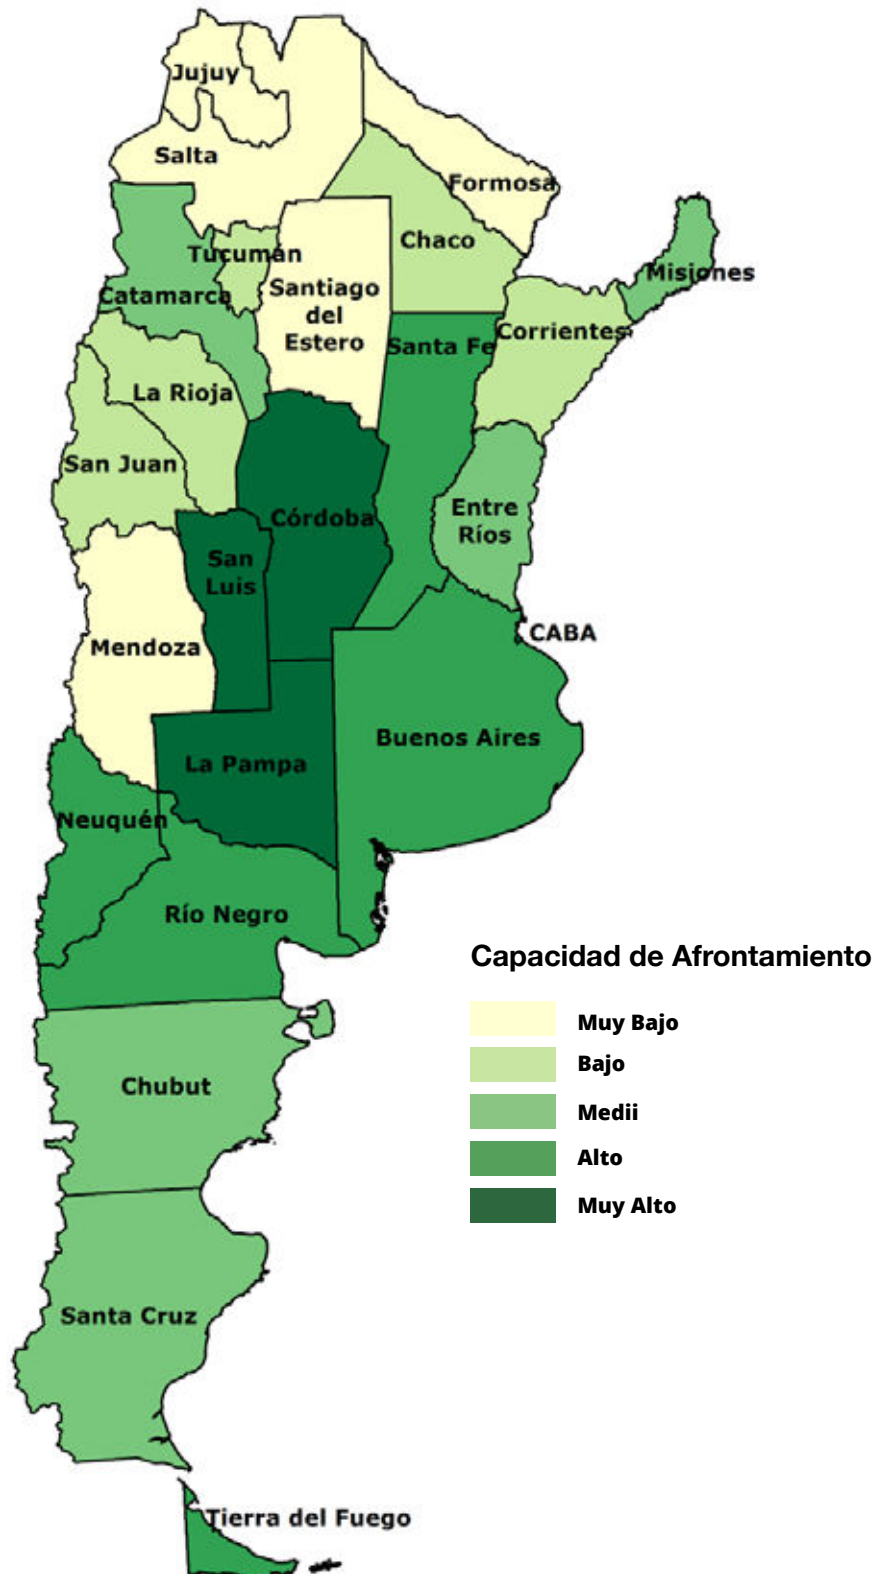 Jujuy
Salta
Formosa
Tucumán
Chaco
Misiones
Catamarca
Santiago
del
Estero
Corrientes
Santa Fe
La Rioja
San Juan
Córdoba
Entre
Ríos
San
Luis
CABA
Mendoza
Buenos Aires
La Pampa
Neuquén
Río Negro
Capacidad de Afrontamiento
Muy Bajo
Bajo
Medii
Alto
Muy Alto
Chubut
Santa Cruz
Tierra del Fuego